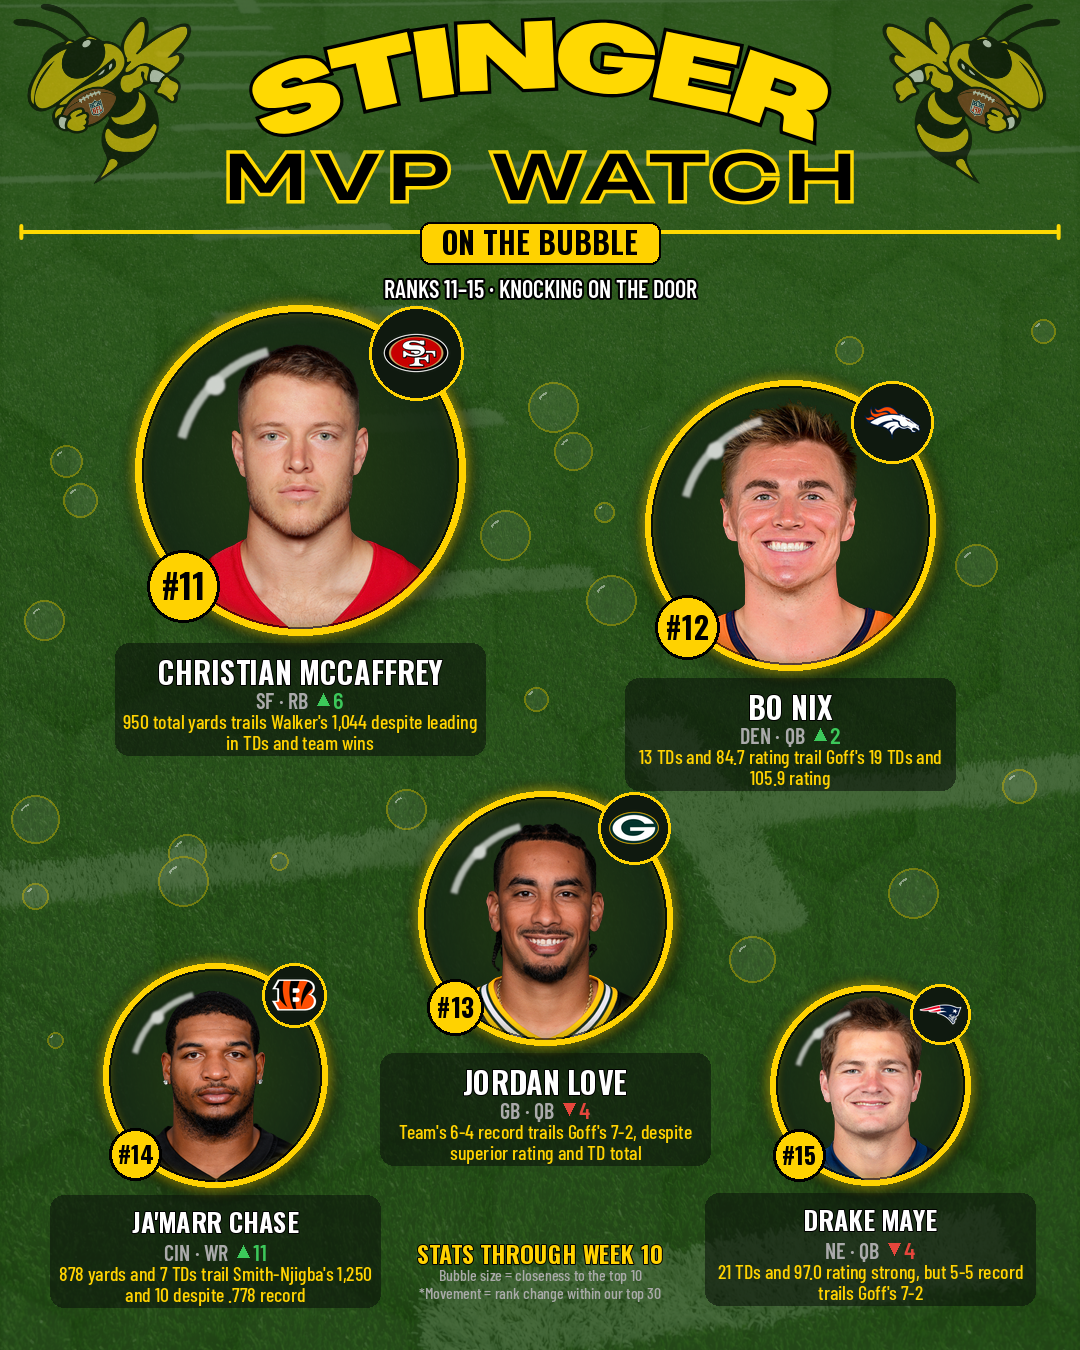 STINGER
MVP WATCH
ON THE BUBBLE
RANKS 11–15 · KNOCKING ON THE DOOR
SF
#11
CHRISTIAN MCCAFFREY
SF · RB ▲6
950 total yards trails Walker's 1,044 despite leading
in TDs and team wins
#12
BO NIX
DEN · QB ▲2
13 TDs and 84.7 rating trail Goff's 19 TDs and
105.9 rating
G
#13
JORDAN LOVE
GB · QB ▼4
Team's 6-4 record trails Goff's 7-2, despite
superior rating and TD total
B
#14
JA'MARR CHASE
CIN · WR ▲11
878 yards and 7 TDs trail Smith-Njigba's 1,250
and 10 despite .778 record
#15
DRAKE MAYE
NE · QB ▼4
21 TDs and 97.0 rating strong, but 5-5 record
trails Goff's 7-2
STATS THROUGH WEEK 10
Bubble size = closeness to the top 10
*Movement = rank change within our top 30